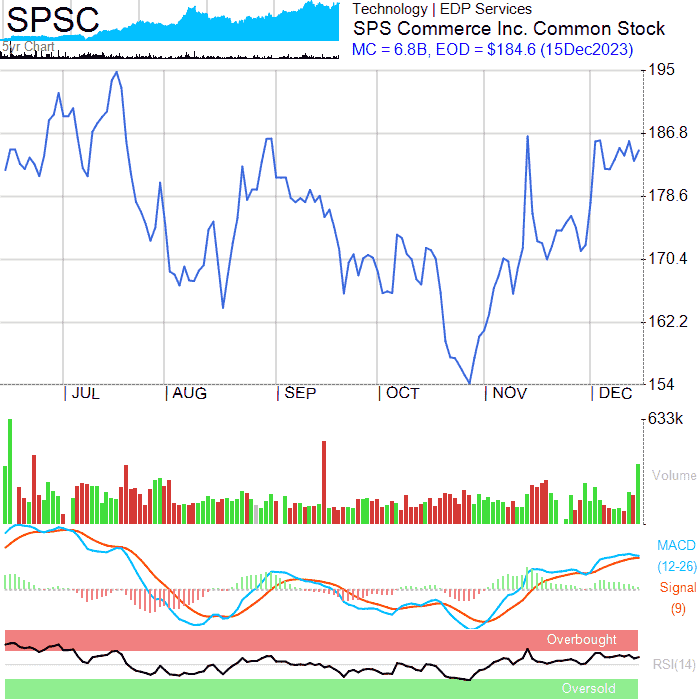 SPSC
5yr Chart
Technology | EDP Services
SPS Commerce Inc. Common Stock
MC = 6.8B, EOD = $184.6 (15Dec2023)
195
186.8
178.6
170.4
162.2
154
| JUL | AUG | SEP | OCT | NOV | DEC
633k
Volume
MACD
(12-26)
Signal
(9)
Overbought
RSI(14)
Oversold